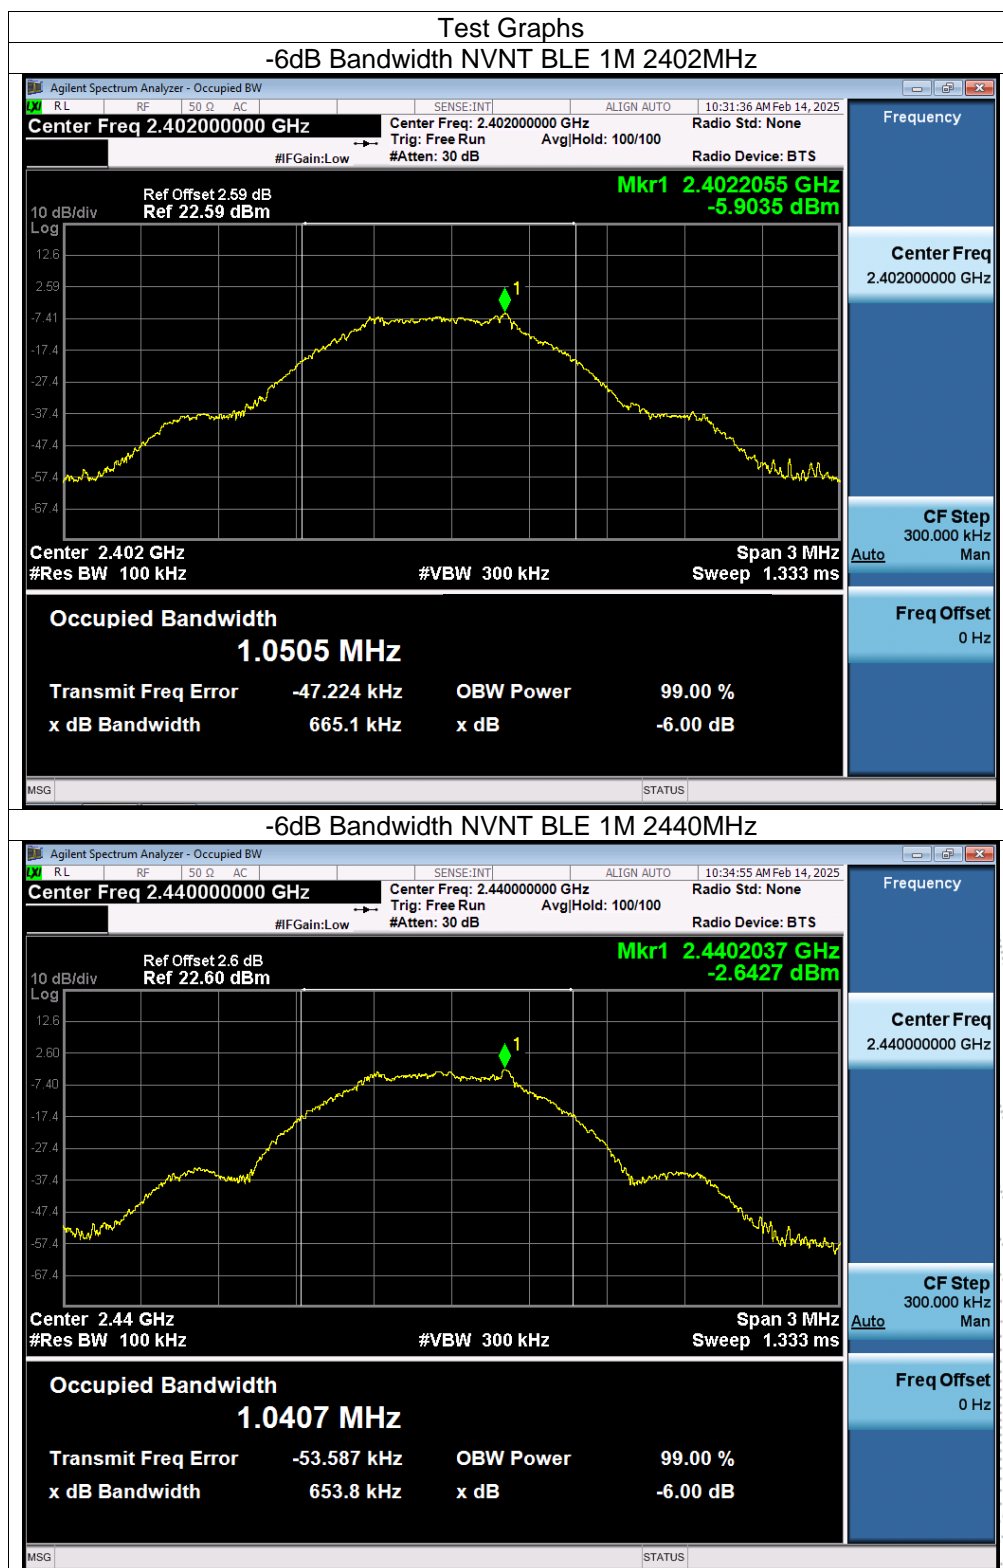 Test Graphs
-6dB Bandwidth NVNT BLE 1M 2402MHz
Agilent Spectrum Analyzer - Occupied BW
LXI RL RF 50 Ω AC SENSE:INT ALIGN AUTO 10:31:36 AM Feb 14, 2025
Center Freq 2.402000000 GHz
Center Freq: 2.402000000 GHz
Radio Std: None
Trig: Free Run Avg|Hold: 100/100
#IFGain:Low #Atten: 30 dB Radio Device: BTS
Frequency
Mkr1 2.4022055 GHz
-5.9035 dBm
Ref Offset 2.59 dB
10 dB/div Ref 22.59 dBm
Log
12.6
2.59
-7.41
-17.4
-27.4
-37.4
-47.4
-57.4
-67.4
1
Center 2.402 GHz Span 3 MHz
#Res BW 100 kHz #VBW 300 kHz Sweep 1.333 ms
Center Freq
2.402000000 GHz
CF Step
300.000 kHz
Auto Man
Freq Offset
0 Hz
Occupied Bandwidth
1.0505 MHz
Transmit Freq Error -47.224 kHz OBW Power 99.00 %
x dB Bandwidth 665.1 kHz x dB -6.00 dB
MSG STATUS
-6dB Bandwidth NVNT BLE 1M 2440MHz
Agilent Spectrum Analyzer - Occupied BW
LXI RL RF 50 Ω AC SENSE:INT ALIGN AUTO 10:34:55 AM Feb 14, 2025
Center Freq 2.440000000 GHz
Center Freq: 2.440000000 GHz
Radio Std: None
Trig: Free Run Avg|Hold: 100/100
#IFGain:Low #Atten: 30 dB Radio Device: BTS
Frequency
Mkr1 2.4402037 GHz
-2.6427 dBm
Ref Offset 2.6 dB
10 dB/div Ref 22.60 dBm
Log
12.6
2.60
-7.40
-17.4
-27.4
-37.4
-47.4
-57.4
-67.4
1
Center 2.44 GHz Span 3 MHz
#Res BW 100 kHz #VBW 300 kHz Sweep 1.333 ms
Center Freq
2.440000000 GHz
CF Step
300.000 kHz
Auto Man
Freq Offset
0 Hz
Occupied Bandwidth
1.0407 MHz
Transmit Freq Error -53.587 kHz OBW Power 99.00 %
x dB Bandwidth 653.8 kHz x dB -6.00 dB
MSG STATUS